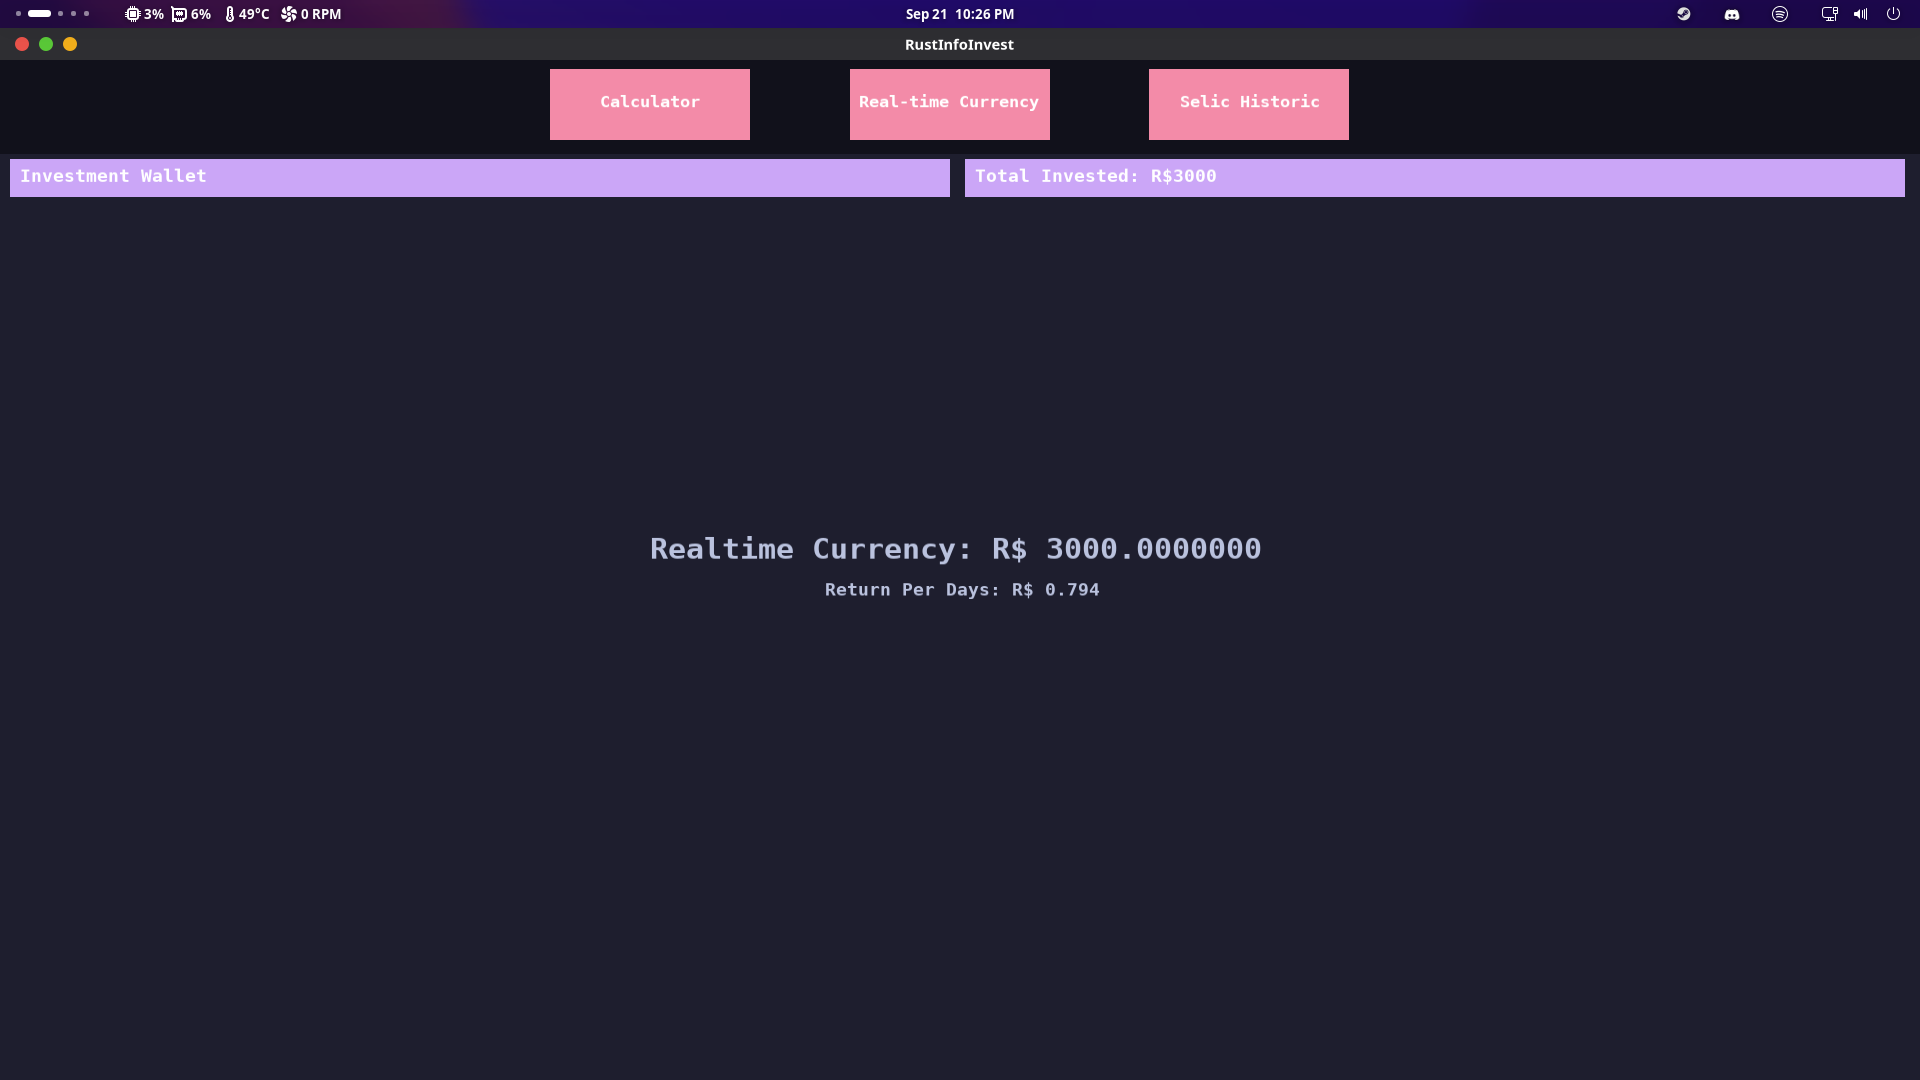 3% 6% 49°C 0 RPM Sep 21 10:26 PM
RustInfoInvest
Calculator Real-time Currency Selic Historic
Investment Wallet Total Invested: R$3000
Realtime Currency: R$ 3000.0000000
Return Per Days: R$ 0.794